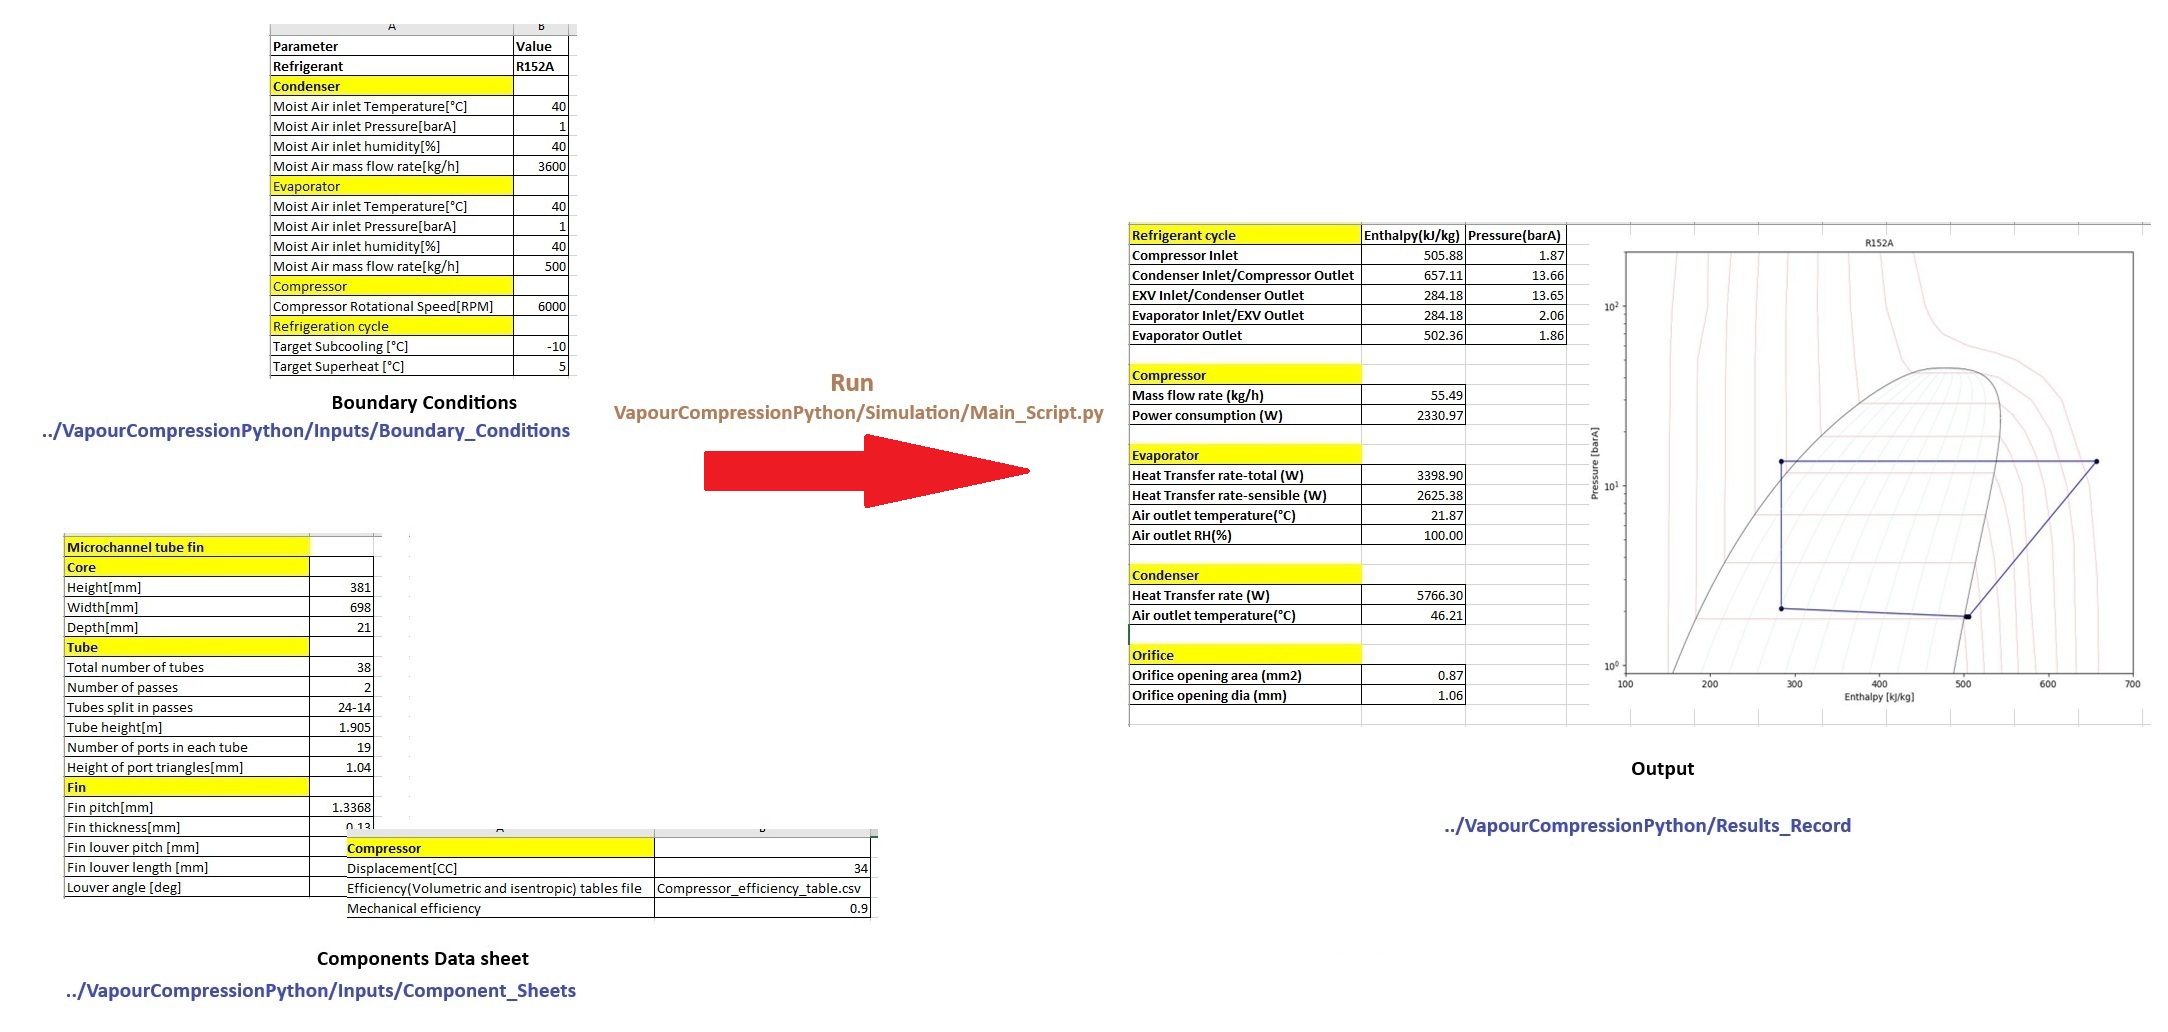 A B
Parameter Value
Refrigerant R152A
Condenser
Moist Air inlet Temperature[°C] 40
Moist Air inlet Pressure[barA] 1
Moist Air inlet humidity[%] 40
Moist Air mass flow rate[kg/h] 3600
Evaporator
Moist Air inlet Temperature[°C] 40
Moist Air inlet Pressure[barA] 1
Moist Air inlet humidity[%] 40
Moist Air mass flow rate[kg/h] 500
Compressor
Compressor Rotational Speed[RPM] 6000
Refrigeration cycle
Target Subcooling [°C] -10
Target Superheat [°C] 5
Boundary Conditions
../VapourCompressionPython/Inputs/Boundary_Conditions
Microchannel tube fin
Core
Height[mm] 381
Width[mm] 698
Depth[mm] 21
Tube
Total number of tubes 38
Number of passes 2
Tubes split in passes 24-14
Tube height[m] 1.905
Number of ports in each tube 19
Height of port triangles[mm] 1.04
Fin
Fin pitch[mm] 1.3368
Fin thickness[mm] 0.13
Fin louver pitch [mm]
Fin louver length [mm]
Louver angle [deg]
Compressor
Displacement[CC] 34
Efficiency(Volumetric and isentropic) tables file Compressor_efficiency_table.csv
Mechanical efficiency 0.9
Components Data sheet
../VapourCompressionPython/Inputs/Component_Sheets
Run
VapourCompressionPython/Simulation/Main_Script.py
Refrigerant cycle Enthalpy(kJ/kg) Pressure(barA)
Compressor Inlet 505.88 1.87
Condenser Inlet/Compressor Outlet 657.11 13.66
EXV Inlet/Condenser Outlet 284.18 13.65
Evaporator Inlet/EXV Outlet 284.18 2.06
Evaporator Outlet 502.36 1.86
Compressor
Mass flow rate (kg/h) 55.49
Power consumption (W) 2330.97
Evaporator
Heat Transfer rate-total (W) 3398.90
Heat Transfer rate-sensible (W) 2625.38
Air outlet temperature(°C) 21.87
Air outlet RH(%) 100.00
Condenser
Heat Transfer rate (W) 5766.30
Air outlet temperature(°C) 46.21
Orifice
Orifice opening area (mm2) 0.87
Orifice opening dia (mm) 1.06
R152A
Pressure [barA]
10²
10¹
10⁰
100 200 300 400 500 600 700
Enthalpy [kJ/kg]
Output
../VapourCompressionPython/Results_Record